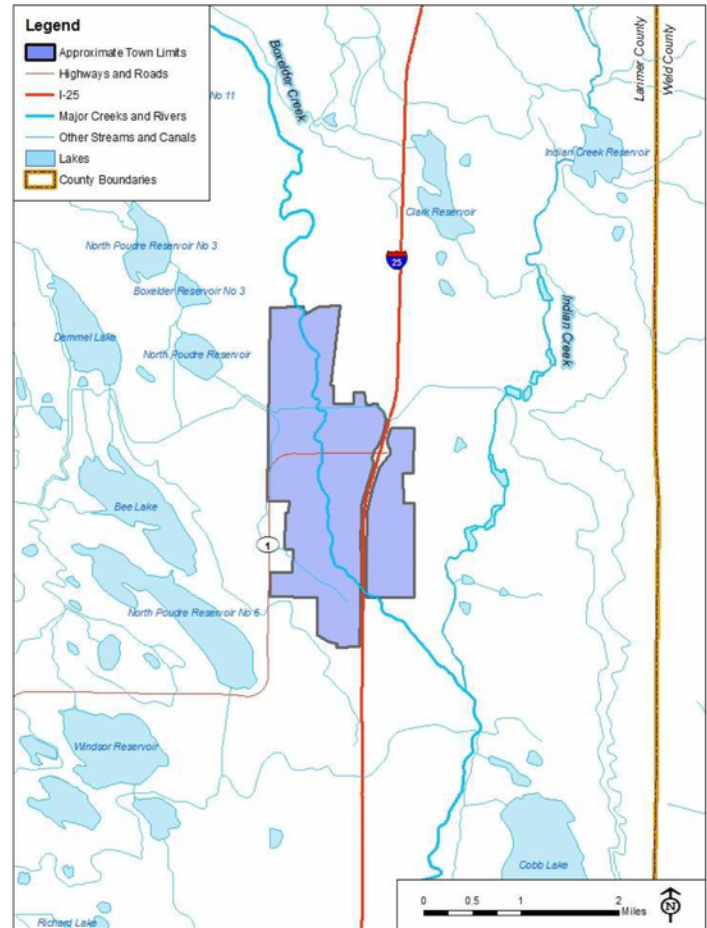 Legend
Approximate Town Limits
Highways and Roads
I-25
Major Creeks and Rivers
Other Streams and Canals
Lakes
County Boundaries
No 11
Boxelder Creek
Larimer County
Weld County
Indian Creek Reservoir
Clark Reservoir
North Poudre Reservoir No 3
25
Boxelder Reservoir No 3
Indian Creek
Demmel Lake
North Poudre Reservoir
Bee Lake
1
North Poudre Reservoir No 6
Windsor Reservoir
Cobb Lake
Richard Lake
0 0.5 1 2
Miles
N